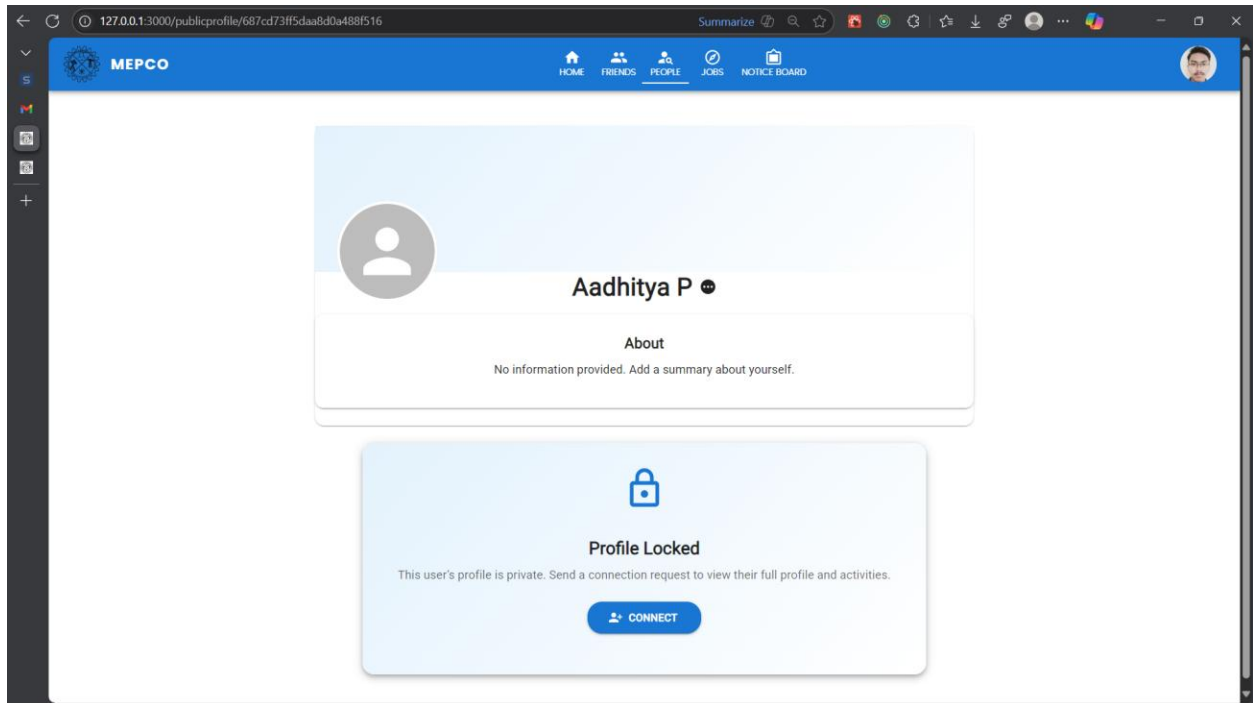 127.0.0.1:3000/publicprofile/687cd73ff5daa8d0a488f516
Summarize
MEPCO
HOME FRIENDS PEOPLE JOBS NOTICE BOARD
Aadhitya P
About
No information provided. Add a summary about yourself.
Profile Locked
This user's profile is private. Send a connection request to view their full profile and activities.
CONNECT